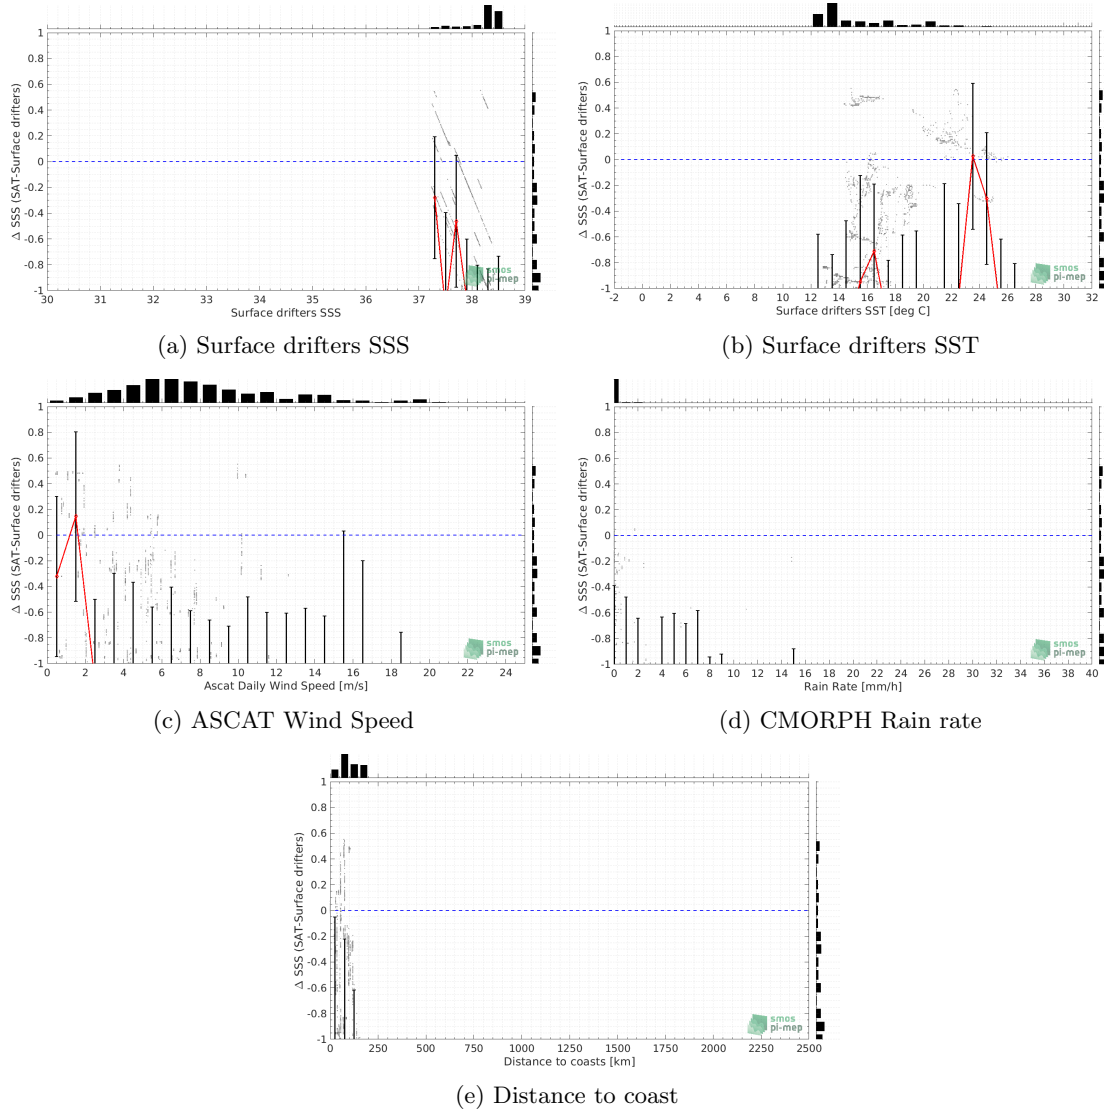 1
0.8
0.6
0.4
0.2
0
-0.2
-0.4
-0.6
-0.8
-1
Δ SSS (SAT-Surface drifters)
30 31 32 33 34 35 36 37 38 39
Surface drifters SSS
smos
pi-mep
(a) Surface drifters SSS
1
0.8
0.6
0.4
0.2
0
-0.2
-0.4
-0.6
-0.8
-1
Δ SSS (SAT-Surface drifters)
-2 0 2 4 6 8 10 12 14 16 18 20 22 24 26 28 30 32
Surface drifters SST [deg C]
smos
pi-mep
(b) Surface drifters SST
1
0.8
0.6
0.4
0.2
0
-0.2
-0.4
-0.6
-0.8
-1
Δ SSS (SAT-Surface drifters)
0 2 4 6 8 10 12 14 16 18 20 22 24
Ascat Daily Wind Speed [m/s]
smos
pi-mep
(c) ASCAT Wind Speed
1
0.8
0.6
0.4
0.2
0
-0.2
-0.4
-0.6
-0.8
-1
Δ SSS (SAT-Surface drifters)
0 2 4 6 8 10 12 14 16 18 20 22 24 26 28 30 32 34 36 38 40
Rain Rate [mm/h]
smos
pi-mep
(d) CMORPH Rain rate
1
0.8
0.6
0.4
0.2
0
-0.2
-0.4
-0.6
-0.8
-1
Δ SSS (SAT-Surface drifters)
0 250 500 750 1000 1250 1500 1750 2000 2250 2500
Distance to coasts [km]
smos
pi-mep
(e) Distance to coast